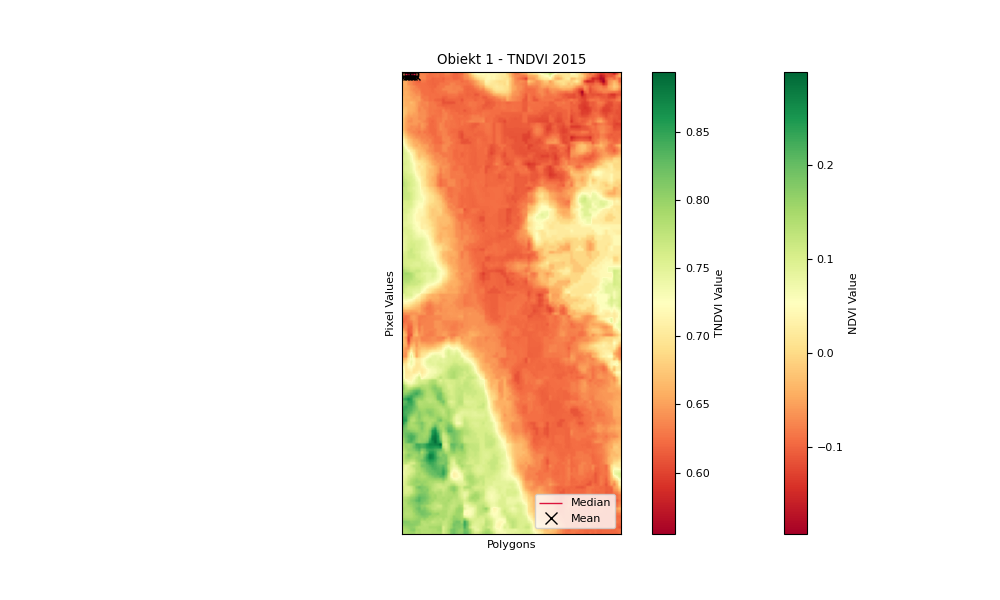 Obiekt 1 - TNDVI 2015
Pixel Values
Polygons
Median
Mean
0.85
0.80
0.75
0.70
0.65
0.60
TNDVI Value
0.2
0.1
0.0
−0.1
NDVI Value